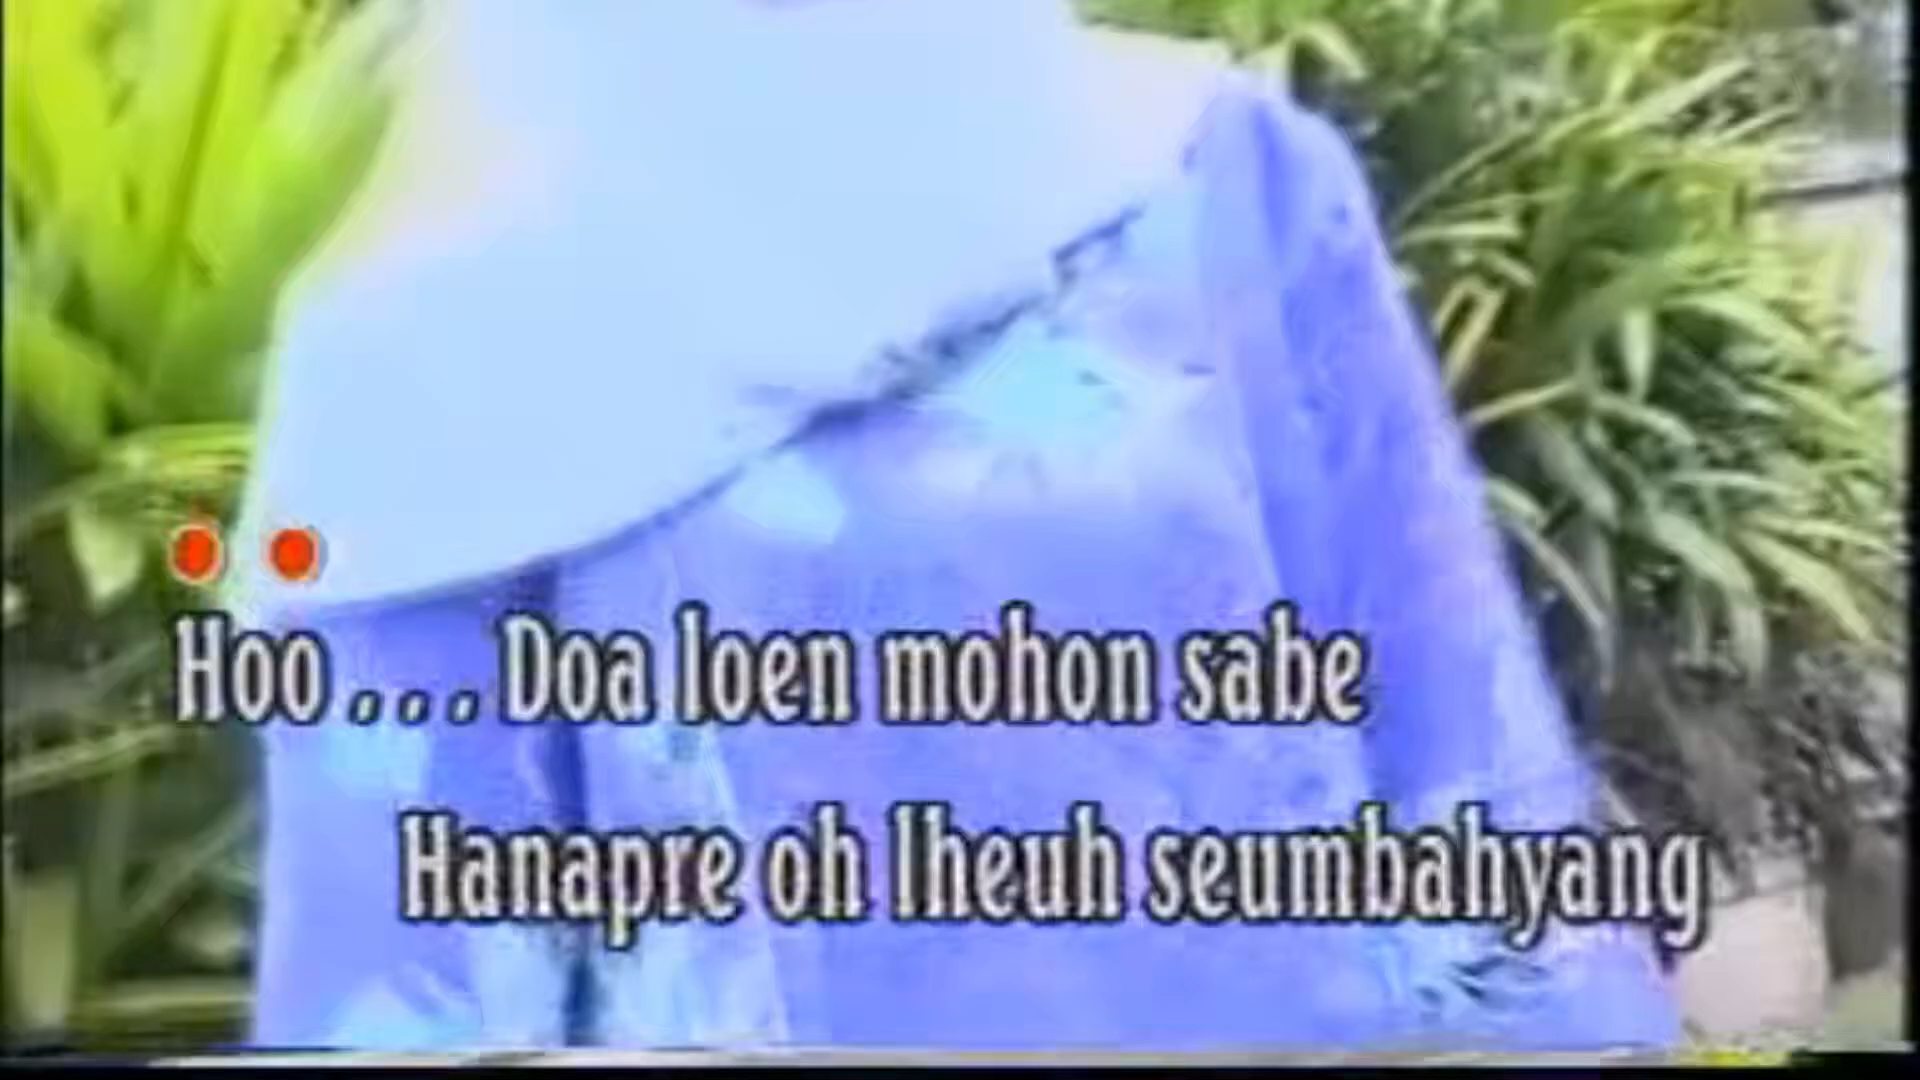 Hoo . . . Doa loen mohon sabe
Hanapre oh lheuh seumbahyang